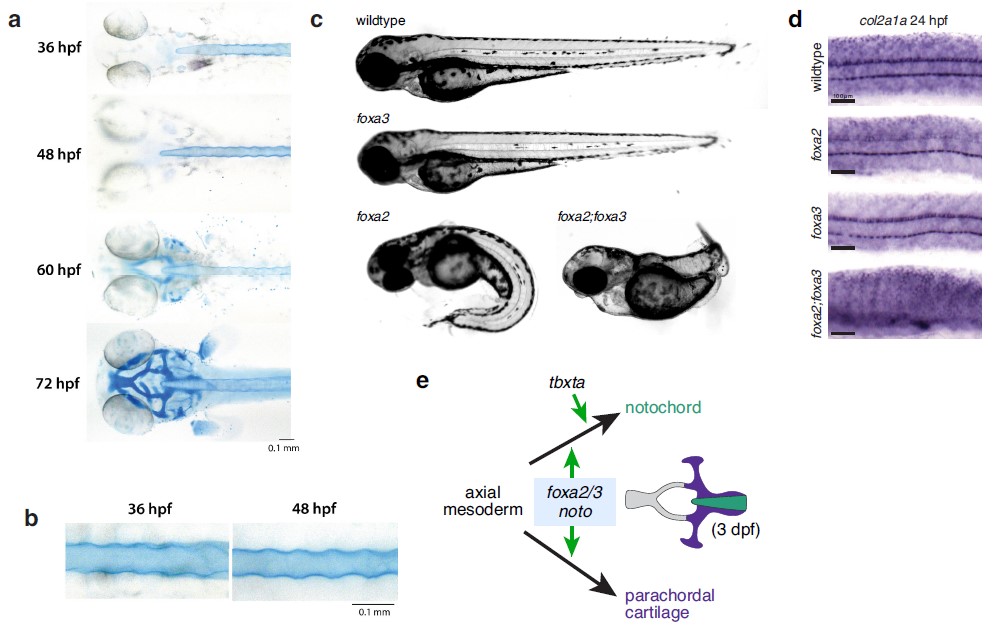 a
36 hpf
48 hpf
60 hpf
72 hpf
0.1 mm
b
36 hpf
48 hpf
0.1 mm
c
wildtype
foxa3
foxa2
foxa2;foxa3
d
col2a1a 24 hpf
wildtype
100µm
foxa2
foxa3
foxa2;foxa3
e
tbxta
notochord
axial
mesoderm
foxa2/3
noto
(3 dpf)
parachordal
cartilage